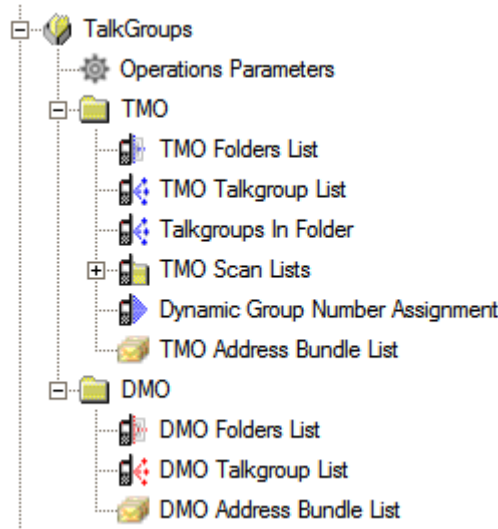 TalkGroups
Operations Parameters
TMO
TMO Folders List
TMO Talkgroup List
Talkgroups In Folder
TMO Scan Lists
Dynamic Group Number Assignment
TMO Address Bundle List
DMO
DMO Folders List
DMO Talkgroup List
DMO Address Bundle List